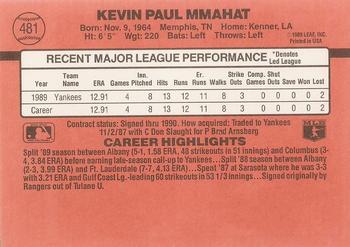 481
KEVIN PAUL MMAHAT
Born: Nov. 9, 1964 Memphis, TN Home: Kenner, LA
Ht: 6' 5" Wgt: 220 Bats: Left Throws: Left
© 1989 LEAF, INC.
Printed in USA
RECENT MAJOR LEAGUE PERFORMANCE *Denotes Led League
Year Team Name ERA Games Inn Pitched Hits Runs Earned Runs Walks Strike Outs Comp Games Shut Outs Saves Won Lost
1989 Yankees 12.91 4 8 13 12 11 8 3 0 0 0 0 2
Career 12.91 4 8 13 12 11 8 3 0 0 0 0 2
Contract status: Signed thru 1990. How acquired: Traded to Yankees
11/2/87 with C Don Slaught for P Brad Arnsberg
CAREER HIGHLIGHTS
Split '89 season between Albany (5-1, 1.58 ERA, 48 strikeouts in 51 innings) and Columbus (3-
4, 3.84 ERA) before earning late-season call-up to Yankees... Split '88 season between Albany
(2-3, 3.99 ERA) and Ft. Lauderdale (7-7, 4.13 ERA)... Spent '87 at Sarasota where he was 3-3
with 3.21 ERA and Gulf Coast Lg.-leading 60 strikeouts in 53 1/3 innings... Signed originally by
Rangers out of Tulane U.